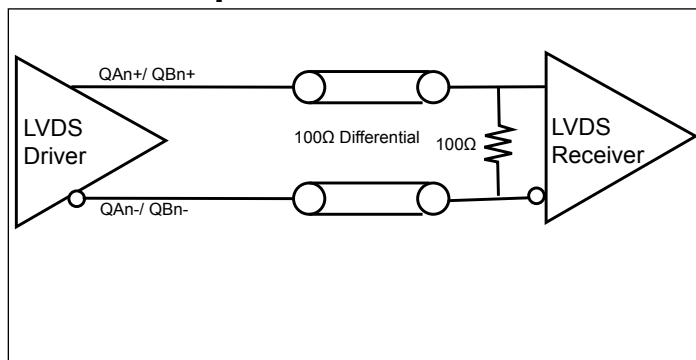 QAn+/ QBn+
LVDS
Driver
100Ω Differential
100Ω
LVDS
Receiver
QAn-/ QBn-